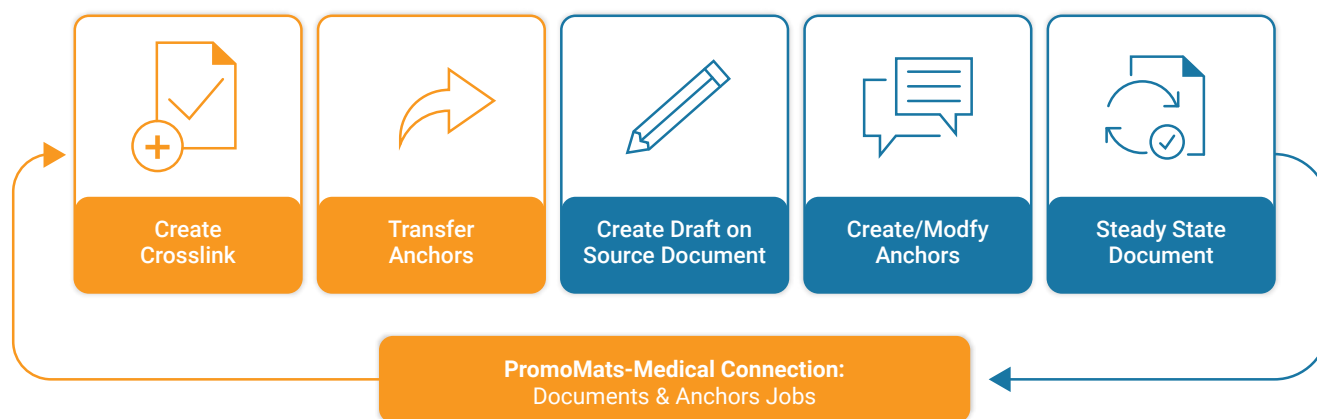 Create
Crosslink
Transfer
Anchors
Create Draft on
Source Document
Create/Modfy
Anchors
Steady State
Document
PromoMats-Medical Connection:
Documents & Anchors Jobs